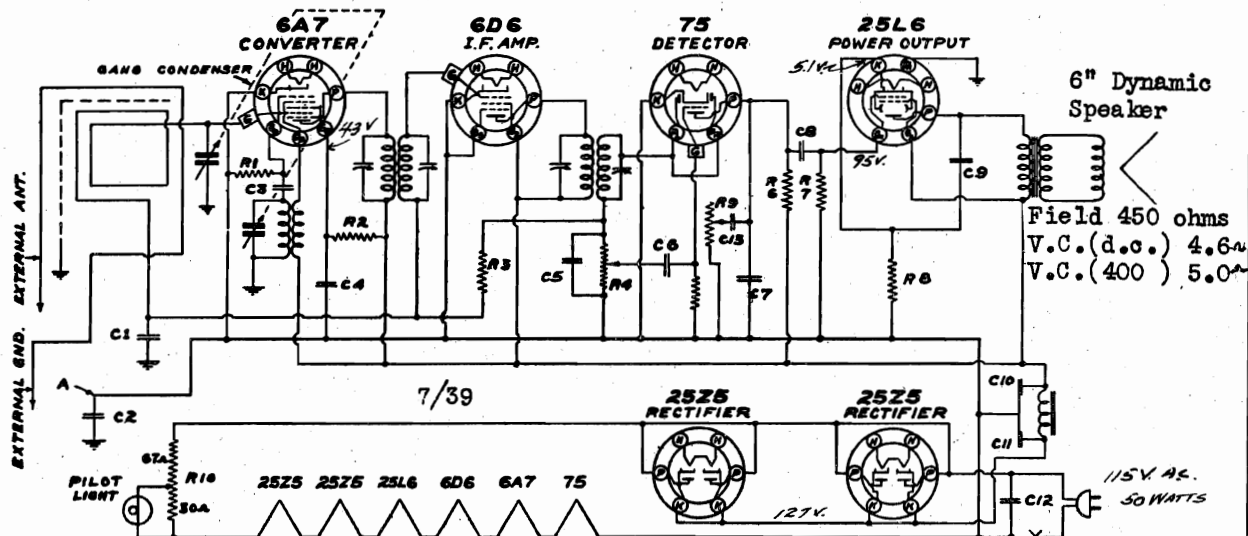 6A7
CONVERTER
6D6
I.F. AMP.
75
DETECTOR
25L6
POWER OUTPUT
GANG CONDENSER
5.1V.
43V
95V.
6" Dynamic
Speaker
Field 450 ohms
V.C.(d.c.) 4.6
V.C.(400 ) 5.0
EXTERNAL ANT.
EXTERNAL GND.
R1
C3
R2
C4
R3
C5
R4
C6
R9
C13
C7
C8
R6
R7
R8
C9
C1
A
C2
7/39
25Z5
RECTIFIER
25Z5
RECTIFIER
C10
C11
67Ω
R10
30Ω
PILOT
LIGHT
25Z5 25Z5 25L6 6D6 6A7 75
127V.
C12
115V. AC.
50 WATTS